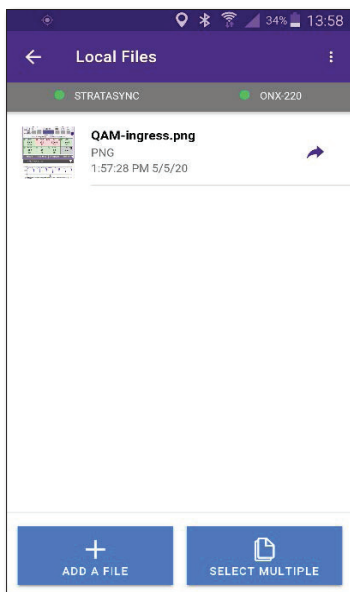 34% 13:58
Local Files
STRATASYNC ONX-220
QAM-ingress.png
PNG
1:57:28 PM 5/5/20
ADD A FILE SELECT MULTIPLE